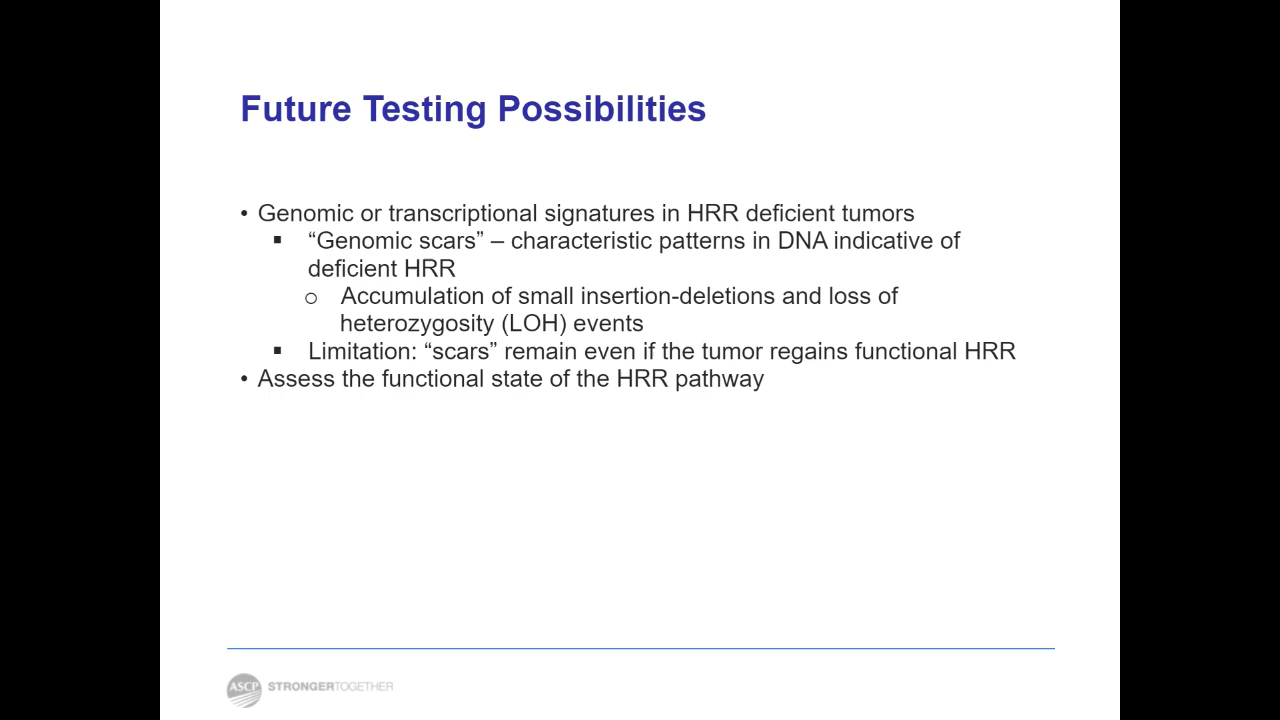 Future Testing Possibilities
• Genomic or transcriptional signatures in HRR deficient tumors
▪ “Genomic scars” – characteristic patterns in DNA indicative of
deficient HRR
o Accumulation of small insertion-deletions and loss of
heterozygosity (LOH) events
▪ Limitation: “scars” remain even if the tumor regains functional HRR
• Assess the functional state of the HRR pathway
ASCP STRONGERTOGETHER